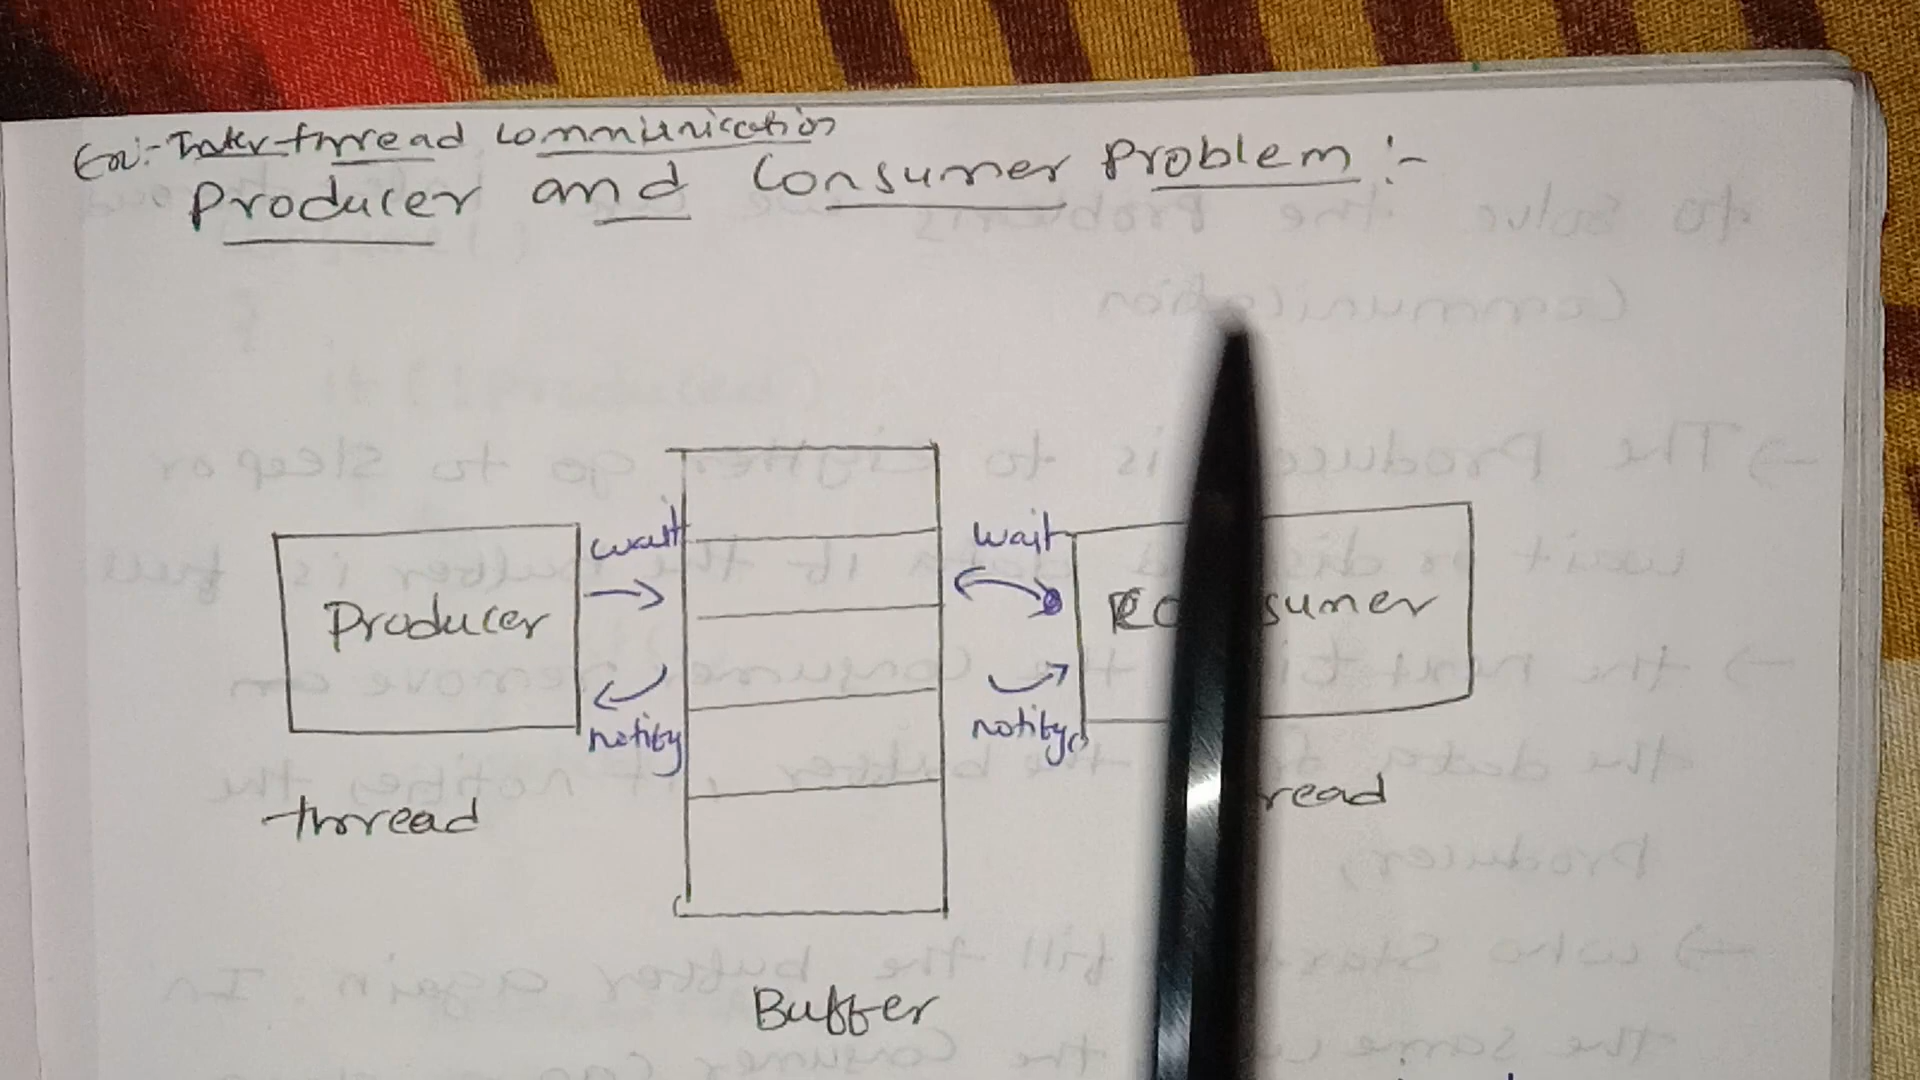 Ex:- Inter-thread communication
Producer and Consumer Problem :-
wait
wait
Producer
sumer
notify
notify
thread
read
Buffer